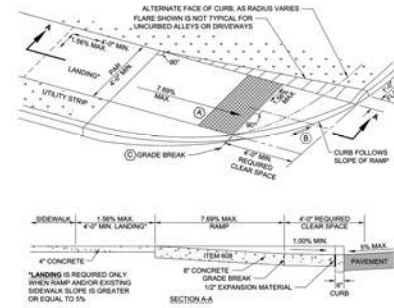 ALTERNATE FACE OF CURB, AS RADIUS VARIES
FLARE SHOWN IS NOT TYPICAL FOR
UNCURBED ALLEYS OR DRIVEWAYS
A
4'-0" MIN.
1.56% MAX.
LANDING*
PAR
4'-0" MIN.
90°
7.69%
MAX.
A
1.56%
MAX.
90°
B
A
UTILITY STRIP
C GRADE BREAK
4'-0" MIN.
REQUIRED
CLEAR SPACE
CURB FOLLOWS
SLOPE OF RAMP
SIDEWALK
1.56% MAX.
4'-0" MIN. LANDING*
7.69% MAX.
RAMP
4'-0" REQUIRED
CLEAR SPACE
1.00% MIN.
5% MAX.
4" CONCRETE
ITEM 608
PAVEMENT
8" CONCRETE
GRADE BREAK
1/2" EXPANSION MATERIAL
6"
CURB
*LANDING IS REQUIRED ONLY
WHEN RAMP AND/OR EXISTING
SIDEWALK SLOPE IS GREATER
OR EQUAL TO 5%
SECTION A-A